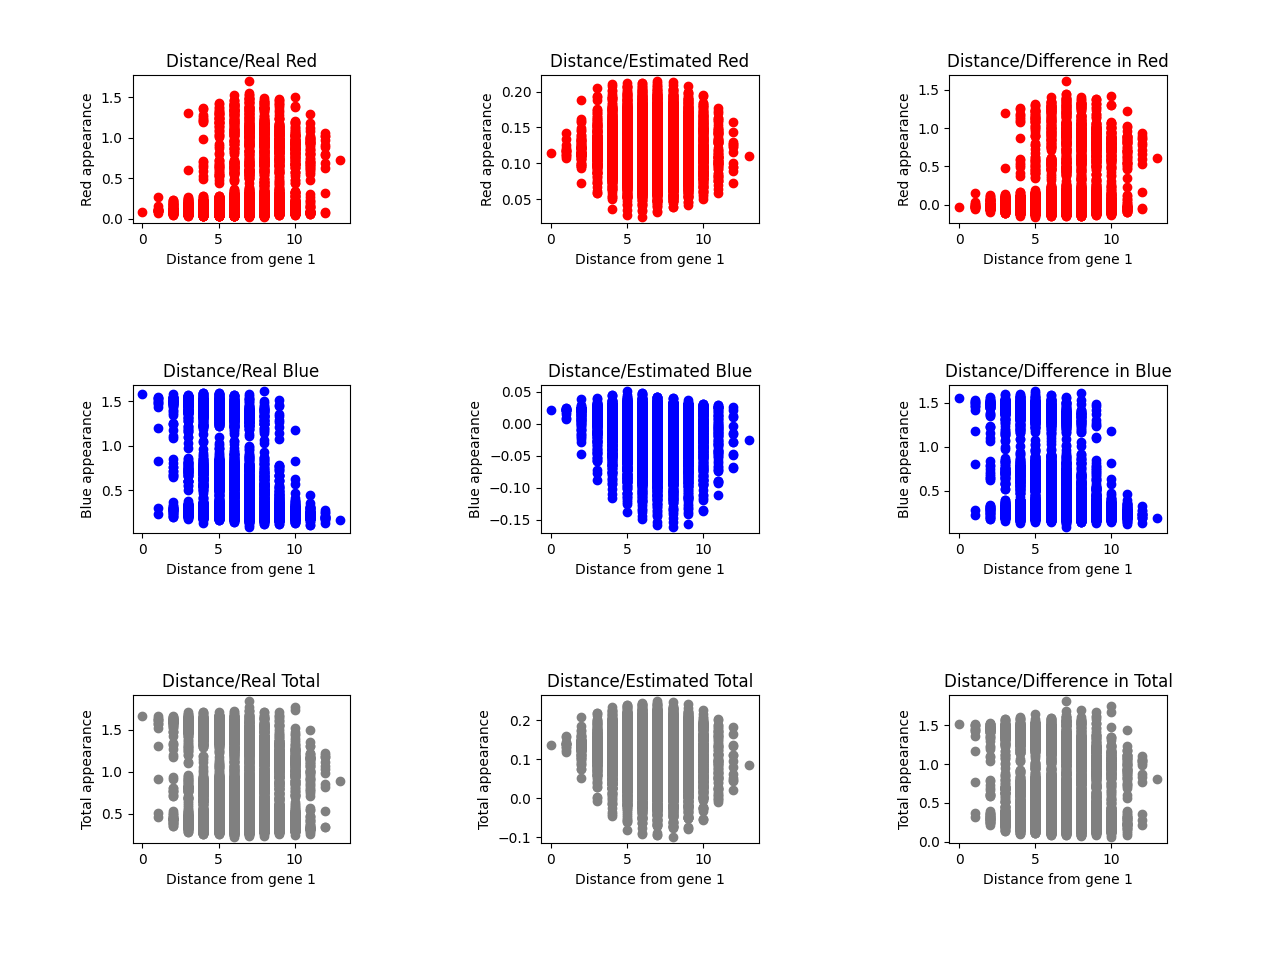 Distance/Real Red
Distance/Estimated Red
Distance/Difference in Red
Red appearance
1.5
1.0
0.5
0.0
0
5
10
Distance from gene 1
Red appearance
0.20
0.15
0.10
0.05
0
5
10
Distance from gene 1
Red appearance
1.5
1.0
0.5
0.0
0
5
10
Distance from gene 1
Distance/Real Blue
Distance/Estimated Blue
Distance/Difference in Blue
Blue appearance
1.5
1.0
0.5
0
5
10
Distance from gene 1
Blue appearance
0.05
0.00
−0.05
−0.10
−0.15
0
5
10
Distance from gene 1
Blue appearance
1.5
1.0
0.5
0
5
10
Distance from gene 1
Distance/Real Total
Distance/Estimated Total
Distance/Difference in Total
Total appearance
1.5
1.0
0.5
0
5
10
Distance from gene 1
Total appearance
0.2
0.1
0.0
−0.1
0
5
10
Distance from gene 1
Total appearance
1.5
1.0
0.5
0.0
0
5
10
Distance from gene 1